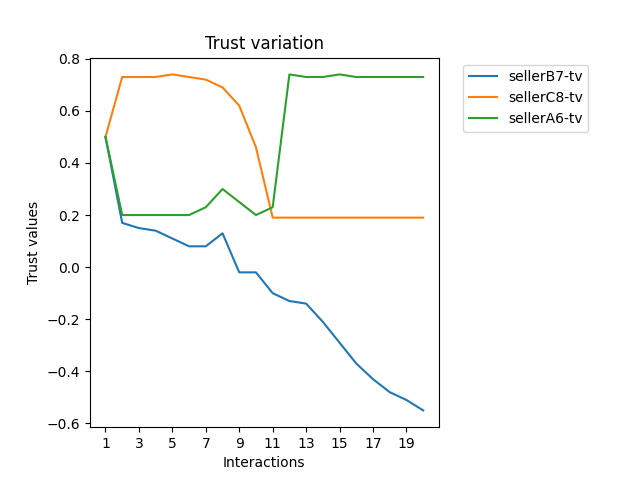 Trust variation
sellerB7-tv
sellerC8-tv
sellerA6-tv
Trust values
0.8
0.6
0.4
0.2
0.0
−0.2
−0.4
−0.6
1 3 5 7 9 11 13 15 17 19
Interactions